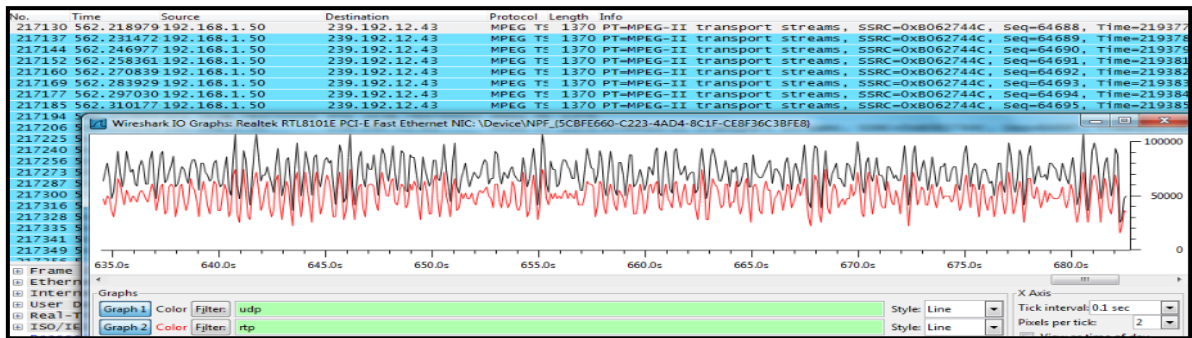 No. Time Source Destination Protocol Length Info
217130 562.218979 192.168.1.50 239.192.12.43 MPEG TS 1370 PT=MPEG-II transport streams, SSRC=0xB062744C, Seq=64688, Time=219377
217137 562.231472 192.168.1.50 239.192.12.43 MPEG TS 1370 PT=MPEG-II transport streams, SSRC=0xB062744C, Seq=64689, Time=219378
217144 562.246977 192.168.1.50 239.192.12.43 MPEG TS 1370 PT=MPEG-II transport streams, SSRC=0xB062744C, Seq=64690, Time=219379
217152 562.258361 192.168.1.50 239.192.12.43 MPEG TS 1370 PT=MPEG-II transport streams, SSRC=0xB062744C, Seq=64691, Time=219381
217160 562.270839 192.168.1.50 239.192.12.43 MPEG TS 1370 PT=MPEG-II transport streams, SSRC=0xB062744C, Seq=64692, Time=219382
217169 562.283929 192.168.1.50 239.192.12.43 MPEG TS 1370 PT=MPEG-II transport streams, SSRC=0xB062744C, Seq=64693, Time=219383
217177 562.297030 192.168.1.50 239.192.12.43 MPEG TS 1370 PT=MPEG-II transport streams, SSRC=0xB062744C, Seq=64694, Time=219384
217185 562.310177 192.168.1.50 239.192.12.43 MPEG TS 1370 PT=MPEG-II transport streams, SSRC=0xB062744C, Seq=64695, Time=219385
217194 5
Wireshark IO Graphs: Realtek RTL8101E PCI-E Fast Ethernet NIC: \Device\NPF_{5CBFE660-C223-4AD4-8C1F-CE8F36C3BFE8}
217206 5
217225 5
217240 5
100000
217256 5
217273 5
217287 5
217300 5
50000
217316 5
217328 5
217335 5
217341 5
217349 5
0
635.0s 640.0s 645.0s 650.0s 655.0s 660.0s 665.0s 670.0s 675.0s 680.0s
Frame
Ethern
Intern
User D
Real-T
ISO/IE
Graphs
X Axis
Graph 1 Color Filter: udp Style: Line
Tick interval: 0.1 sec
Graph 2 Color Filter: rtp Style: Line
Pixels per tick: 2